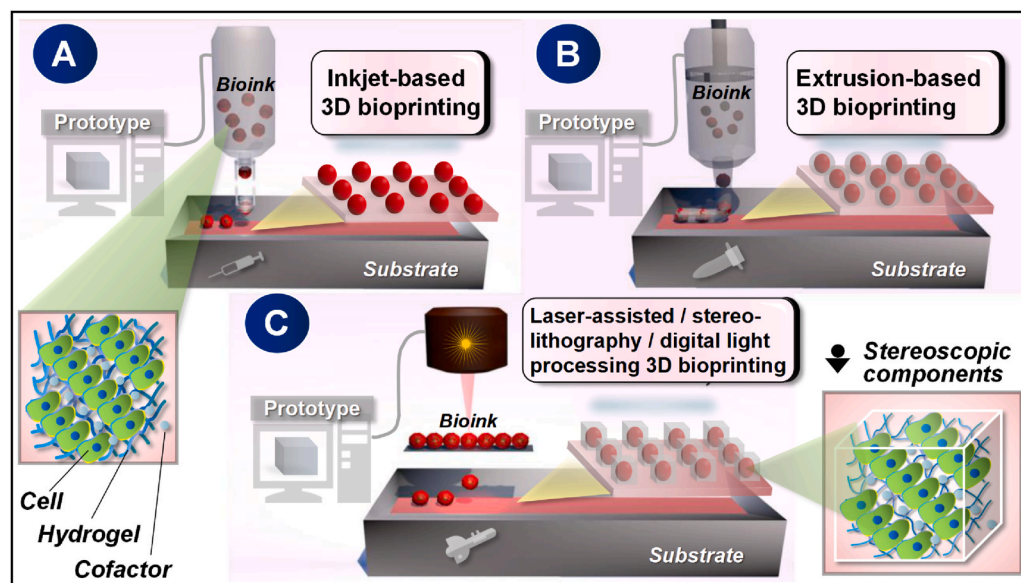 A
Bioink
Inkjet-based
3D bioprinting
Prototype
Substrate
B
Bioink
Extrusion-based
3D bioprinting
Prototype
Substrate
C
Laser-assisted / stereo-
lithography / digital light
processing 3D bioprinting
Prototype
Bioink
Substrate
Stereoscopic
components
Cell
Hydrogel
Cofactor